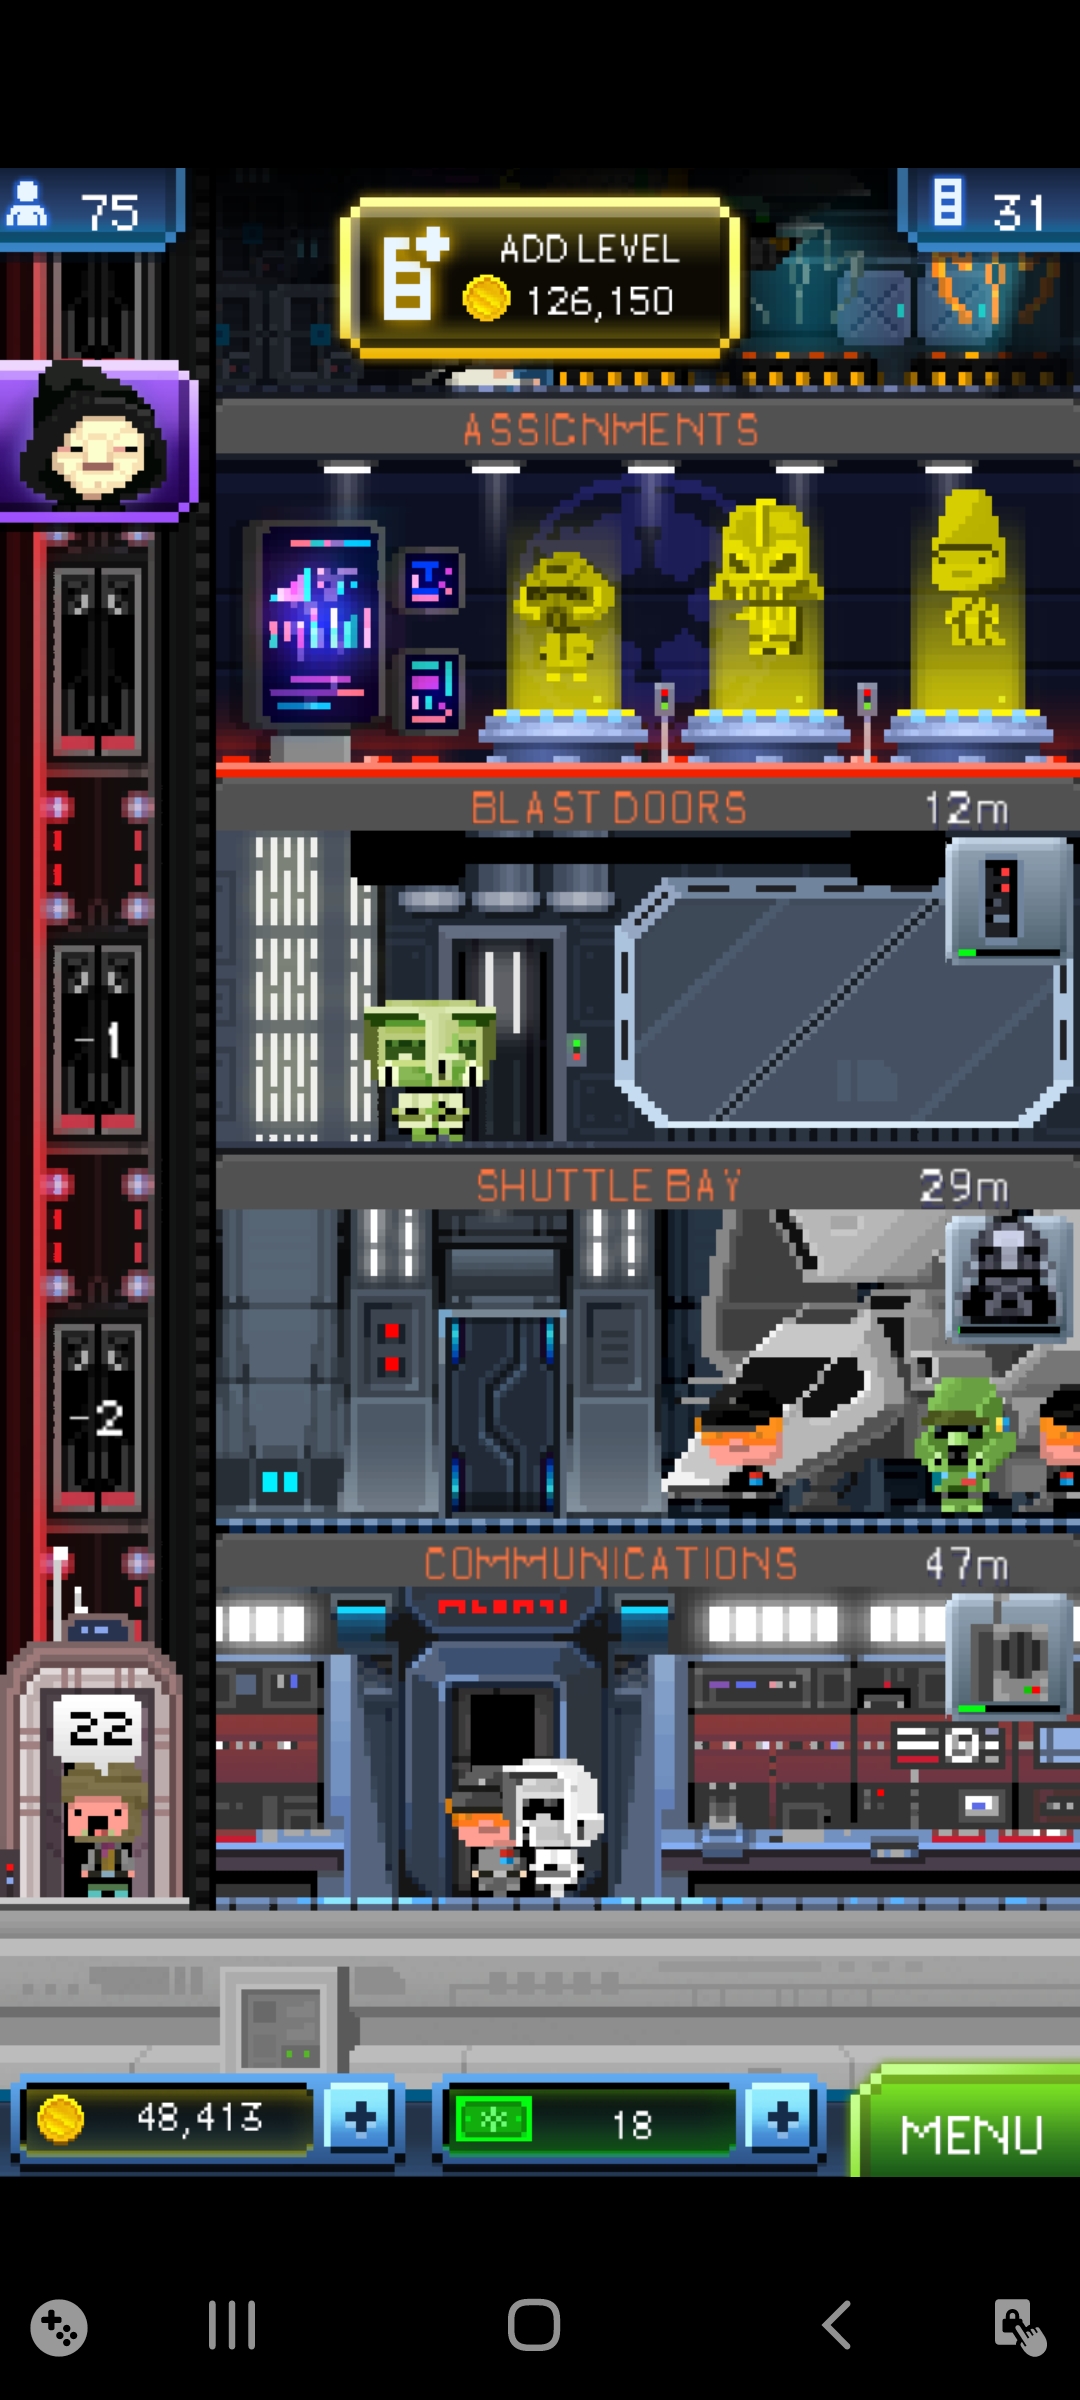 75
ADD LEVEL
126,150
31
ASSIGNMENTS
BLAST DOORS 12m
-1
SHUTTLE BAY 29m
-2
COMMUNICATIONS 47m
22
48,413
18
MENU